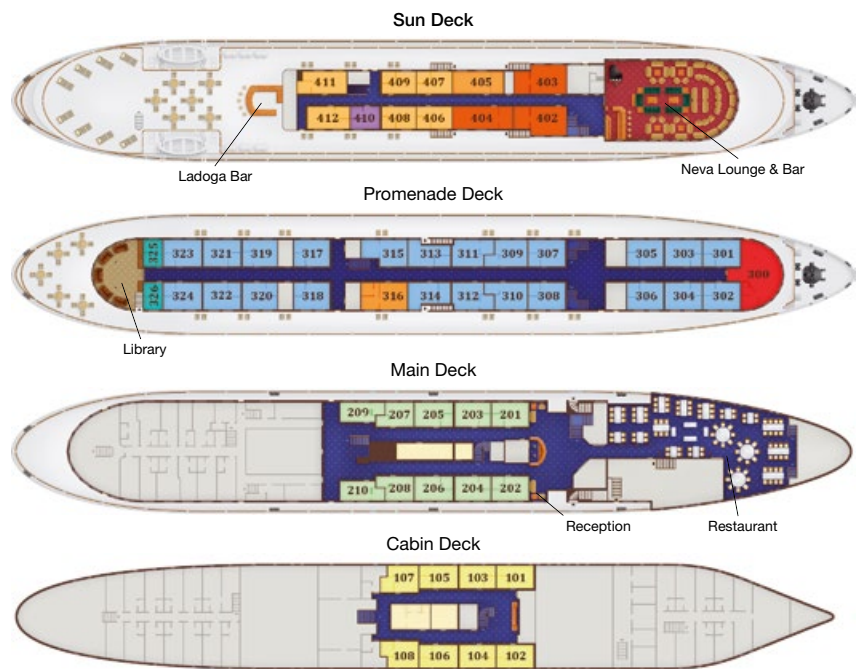 Sun Deck
411 409 407 405 403
412 410 408 406 404 402
Ladoga Bar
Neva Lounge & Bar
Promenade Deck
325 323 321 319 317 315 313 311 309 307 305 303 301
300
326 324 322 320 318 316 314 312 310 308 306 304 302
Library
Main Deck
209 207 205 203 201
210 208 206 204 202
Reception
Restaurant
Cabin Deck
107 105 103 101
108 106 104 102